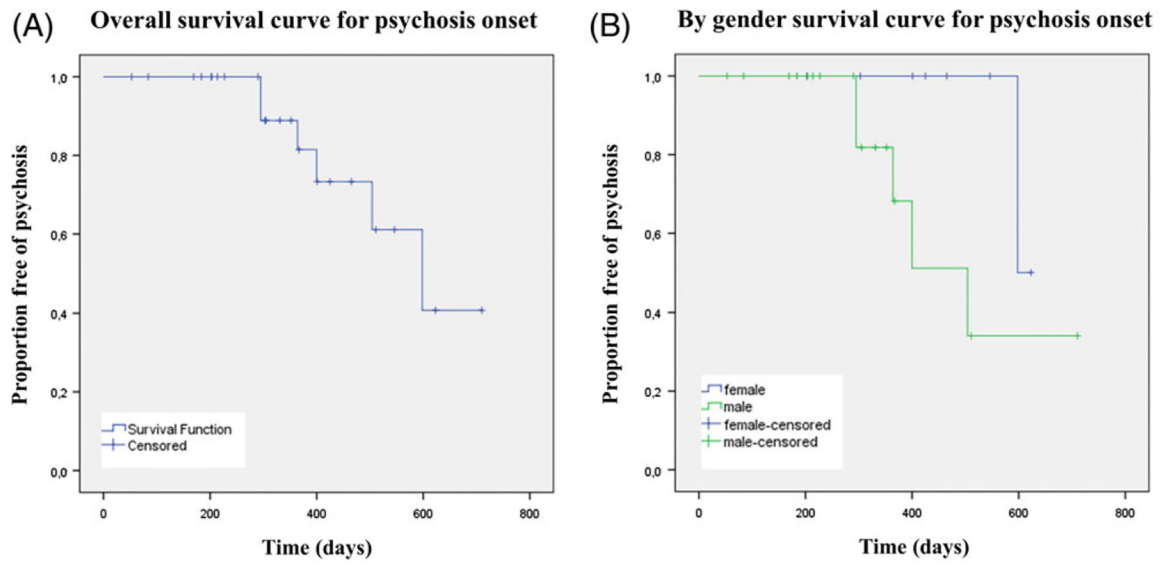 (A) Overall survival curve for psychosis onset
Proportion free of psychosis
1,0
0,8
0,6
0,4
0,2
0,0
Survival Function
Censored
0 200 400 600 800
Time (days)
(B) By gender survival curve for psychosis onset
Proportion free of psychosis
1,0
0,8
0,6
0,4
0,2
0,0
female
male
female-censored
male-censored
0 200 400 600 800
Time (days)